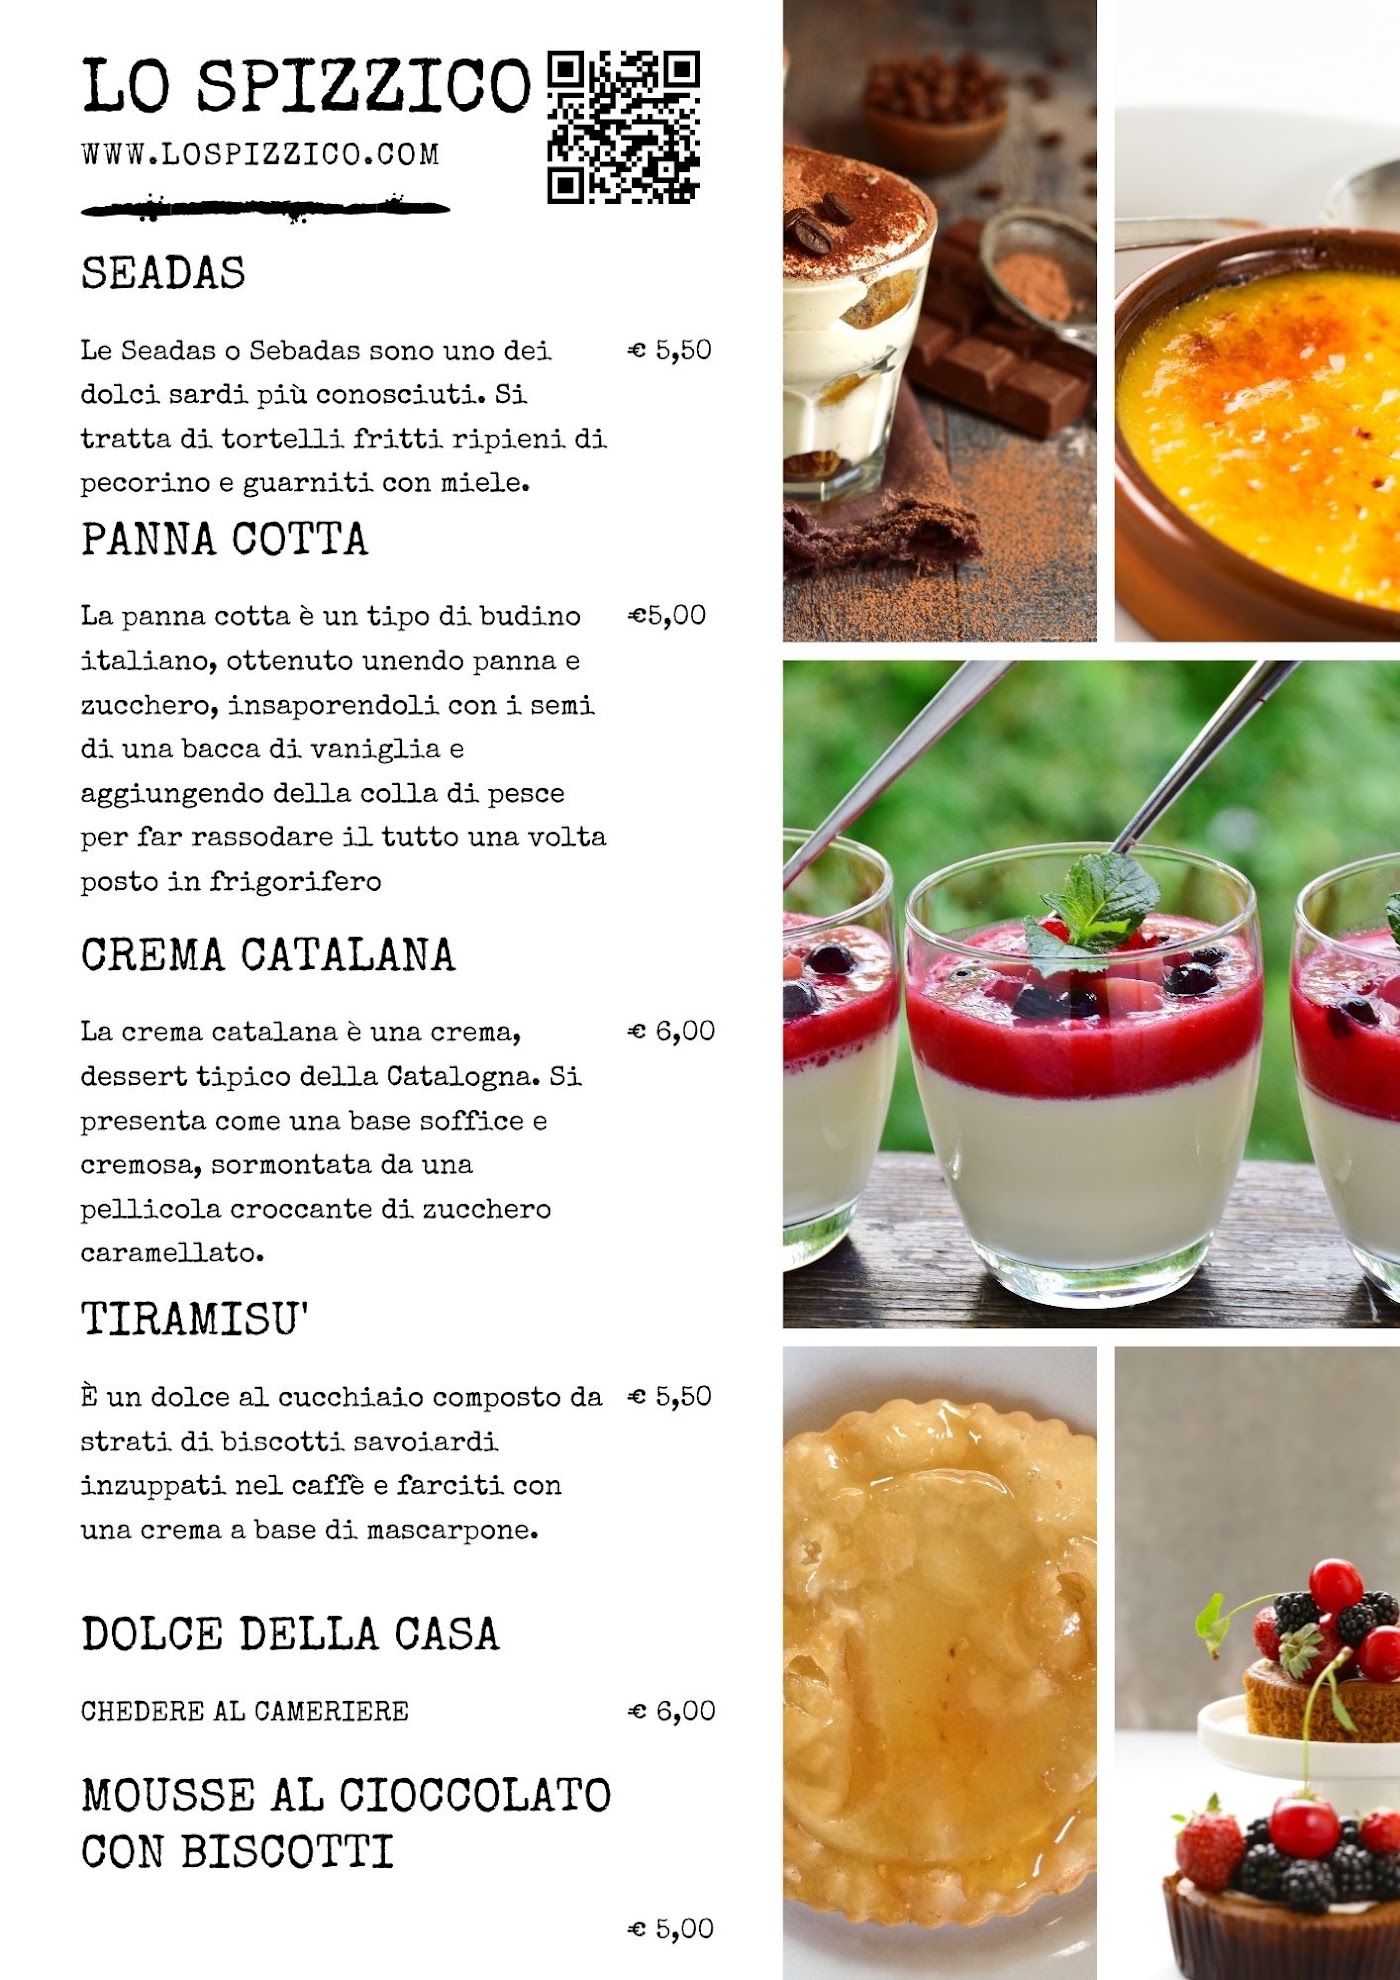 LO SPIZZICO
WWW.LOSPIZZICO.COM
SEADAS
Le Seadas o Sebadas sono uno dei € 5,50
dolci sardi più conosciuti. Si
tratta di tortelli fritti ripieni di
pecorino e guarniti con miele.
PANNA COTTA
La panna cotta è un tipo di budino €5,00
italiano, ottenuto unendo panna e
zucchero, insaporendoli con i semi
di una bacca di vaniglia e
aggiungendo della colla di pesce
per far rassodare il tutto una volta
posto in frigorifero
CREMA CATALANA
La crema catalana è una crema, € 6,00
dessert tipico della Catalogna. Si
presenta come una base soffice e
cremosa, sormontata da una
pellicola croccante di zucchero
caramellato.
TIRAMISU'
È un dolce al cucchiaio composto da € 5,50
strati di biscotti savoiardi
inzuppati nel caffè e farciti con
una crema a base di mascarpone.
DOLCE DELLA CASA
CHEDERE AL CAMERIERE € 6,00
MOUSSE AL CIOCCOLATO
CON BISCOTTI
€ 5,00